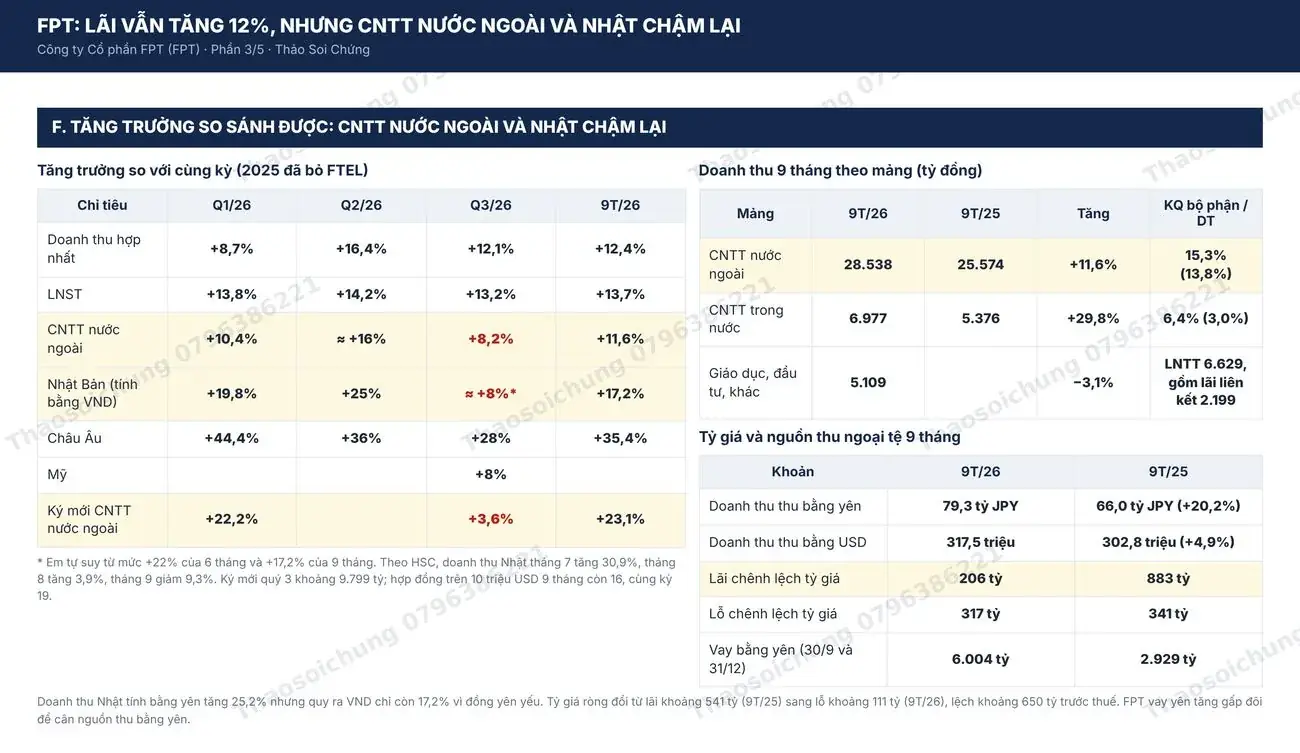 FPT: LÃI VẪN TĂNG 12%, NHƯNG CNTT NƯỚC NGOÀI VÀ NHẬT CHẬM LẠI
Công ty Cổ phần FPT (FPT) · Phần 3/5 · Thảo Soi Chứng
F. TĂNG TRƯỞNG SO SÁNH ĐƯỢC: CNTT NƯỚC NGOÀI VÀ NHẬT CHẬM LẠI
Tăng trưởng so với cùng kỳ (2025 đã bỏ FTEL)
Chỉ tiêu Q1/26 Q2/26 Q3/26 9T/26
Doanh thu hợp nhất +8,7% +16,4% +12,1% +12,4%
LNST +13,8% +14,2% +13,2% +13,7%
CNTT nước ngoài +10,4% ≈ +16% +8,2% +11,6%
Nhật Bản (tính bằng VND) +19,8% +25% ≈ +8%* +17,2%
Châu Âu +44,4% +36% +28% +35,4%
Mỹ +8%
Ký mới CNTT nước ngoài +22,2% +3,6% +23,1%
* Em tự suy từ mức +22% của 6 tháng và +17,2% của 9 tháng. Theo HSC, doanh thu Nhật tháng 7 tăng 30,9%, tháng
8 tăng 3,9%, tháng 9 giảm 9,3%. Ký mới quý 3 khoảng 9.799 tỷ; hợp đồng trên 10 triệu USD 9 tháng còn 16, cùng kỳ
19.
Doanh thu 9 tháng theo mảng (tỷ đồng)
Mảng 9T/26 9T/25 Tăng KQ bộ phận / DT
CNTT nước ngoài 28.538 25.574 +11,6% 15,3% (13,8%)
CNTT trong nước 6.977 5.376 +29,8% 6,4% (3,0%)
Giáo dục, đầu tư, khác 5.109 −3,1% LNTT 6.629, gồm lãi liên kết 2.199
Tỷ giá và nguồn thu ngoại tệ 9 tháng
Khoản 9T/26 9T/25
Doanh thu thu bằng yên 79,3 tỷ JPY 66,0 tỷ JPY (+20,2%)
Doanh thu thu bằng USD 317,5 triệu 302,8 triệu (+4,9%)
Lãi chênh lệch tỷ giá 206 tỷ 883 tỷ
Lỗ chênh lệch tỷ giá 317 tỷ 341 tỷ
Vay bằng yên (30/9 và 31/12) 6.004 tỷ 2.929 tỷ
Doanh thu Nhật tính bằng yên tăng 25,2% nhưng quy ra VND chỉ còn 17,2% vì đồng yên yếu. Tỷ giá ròng đổi từ lãi khoảng 541 tỷ (9T/25) sang lỗ khoảng 111 tỷ (9T/26), lệch khoảng 650 tỷ trước thuế. FPT vay yên tăng gấp đôi
để cân nguồn thu bằng yên.
Thaosoichung 0796386221